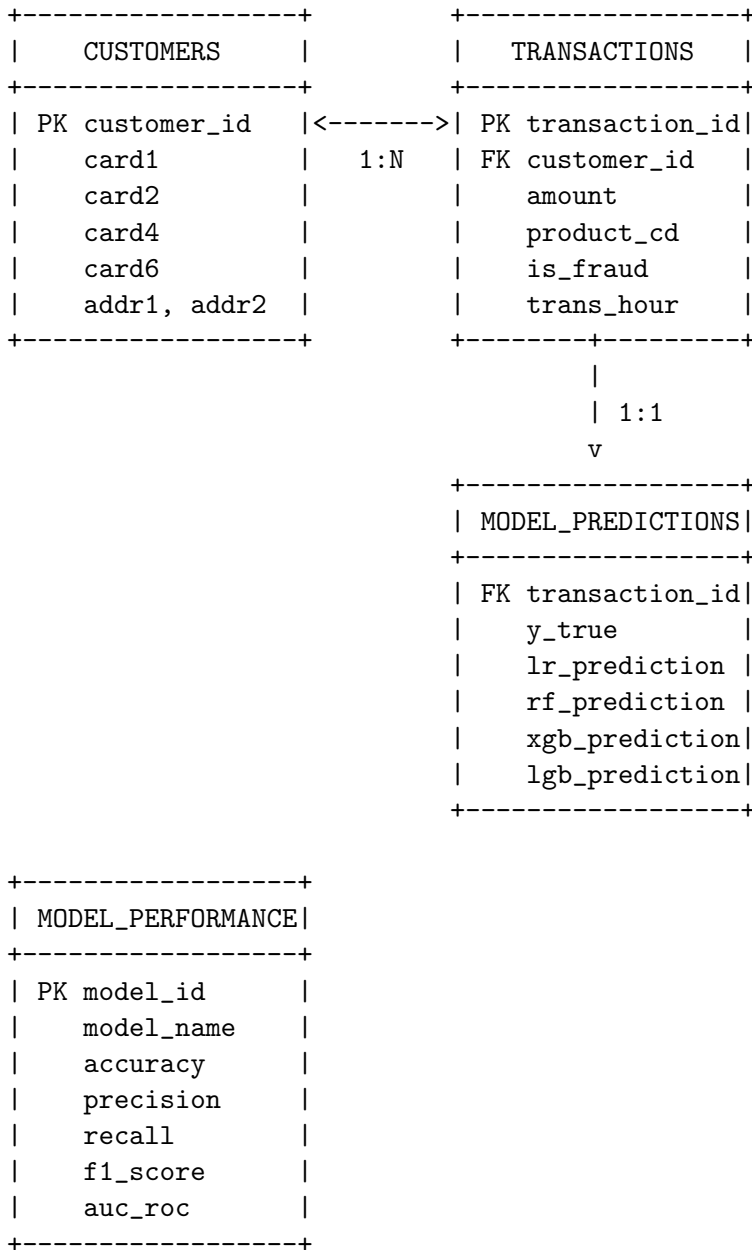 CUSTOMERS TRANSACTIONS
PK customer_id <-------> PK transaction_id
card1 1:N FK customer_id
card2 amount
card4 product_cd
card6 is_fraud
addr1, addr2 trans_hour
1:1
v
MODEL_PREDICTIONS
FK transaction_id
y_true
lr_prediction
rf_prediction
xgb_prediction
lgb_prediction
MODEL_PERFORMANCE
PK model_id
model_name
accuracy
precision
recall
f1_score
auc_roc